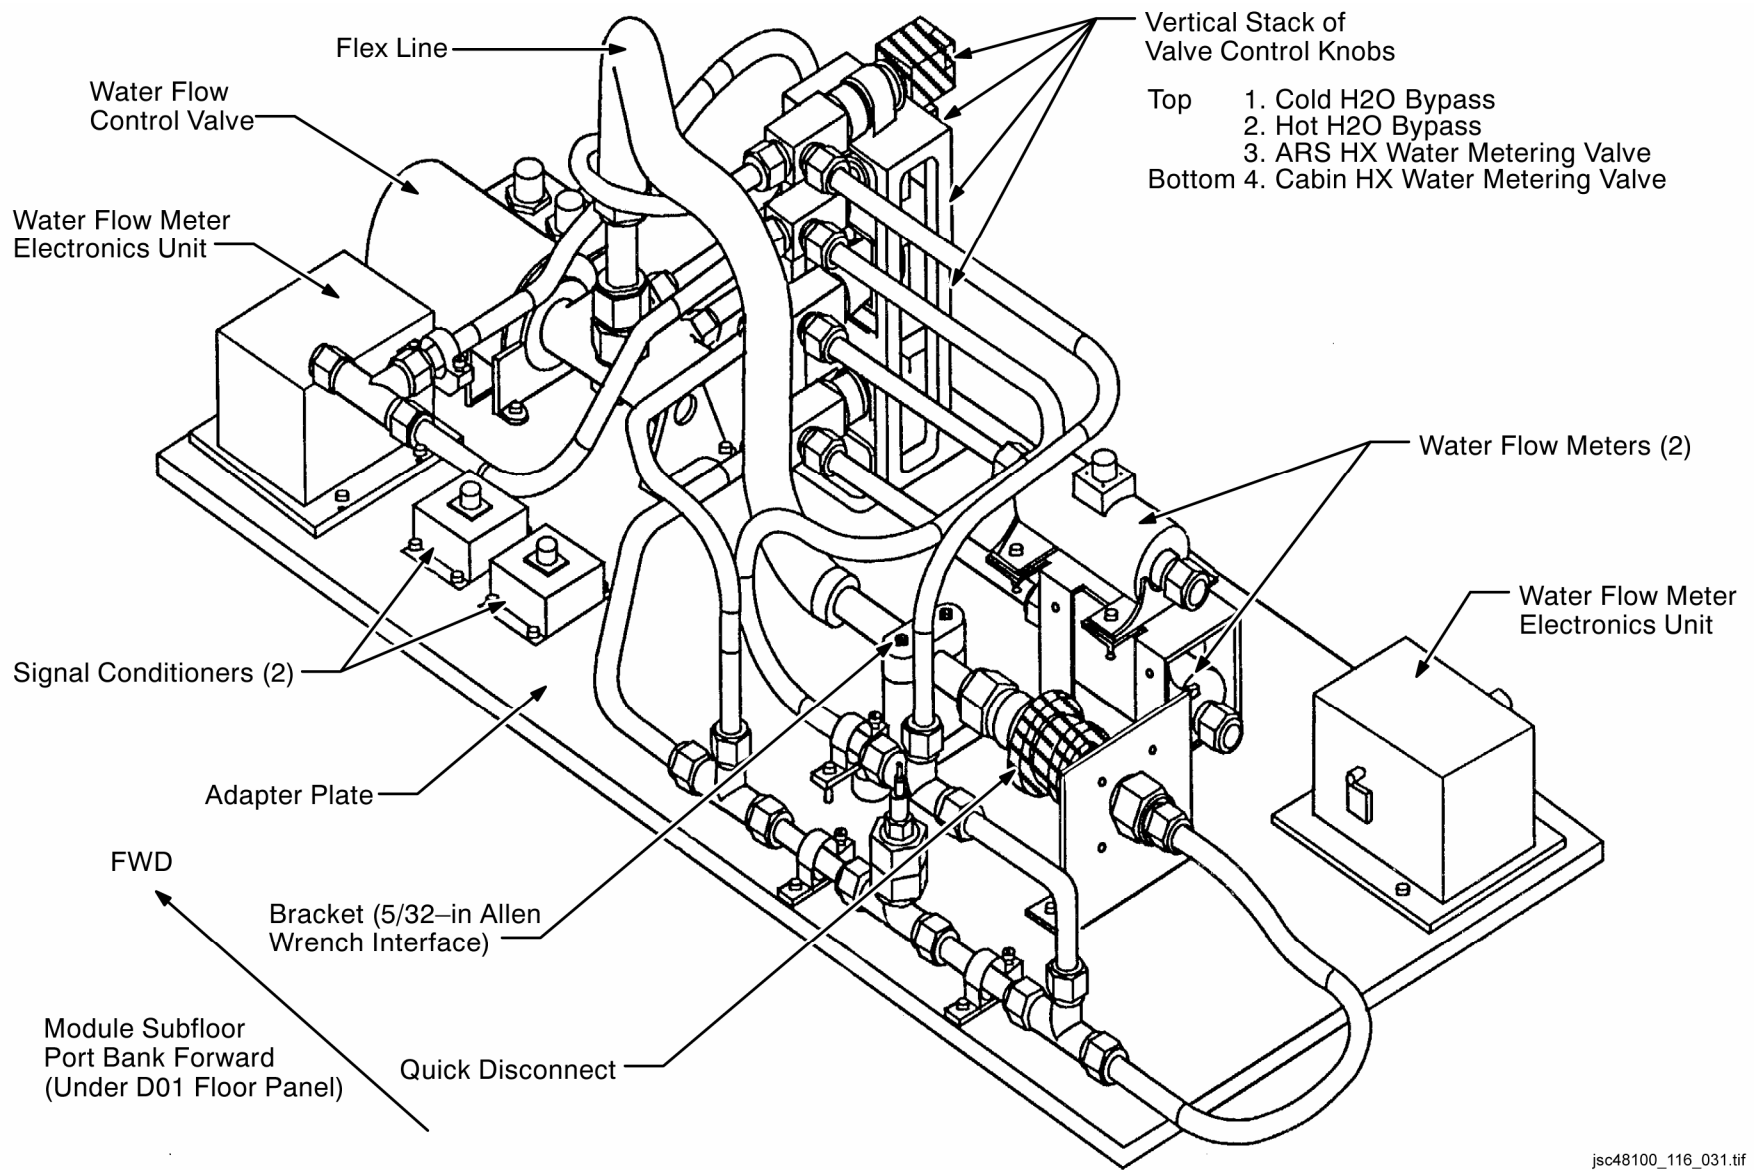 Flex Line
Vertical Stack of
Valve Control Knobs
Top 1. Cold H2O Bypass
2. Hot H2O Bypass
3. ARS HX Water Metering Valve
Bottom 4. Cabin HX Water Metering Valve
Water Flow
Control Valve
Water Flow Meter
Electronics Unit
Water Flow Meters (2)
Water Flow Meter
Electronics Unit
Signal Conditioners (2)
Adapter Plate
FWD
Bracket (5/32–in Allen
Wrench Interface)
Module Subfloor
Port Bank Forward
(Under D01 Floor Panel)
Quick Disconnect
jsc48100_116_031.tif